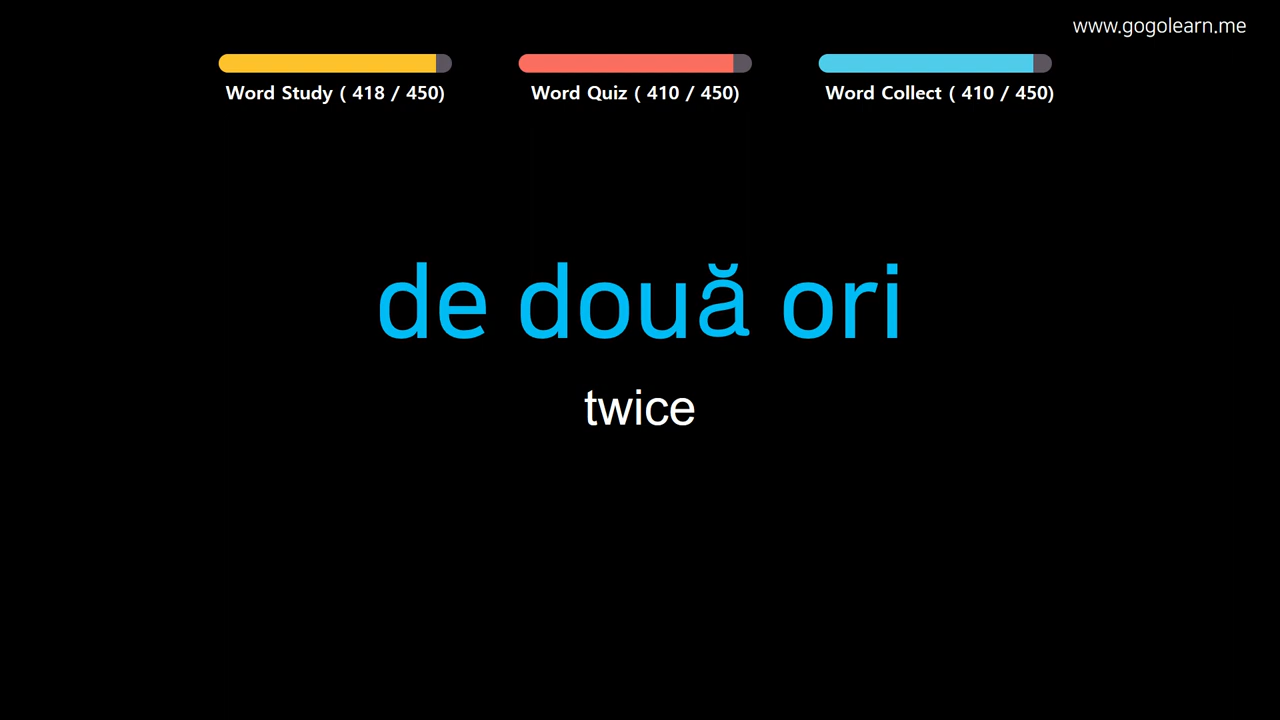 www.gogolearn.me
Word Study ( 418 / 450)
Word Quiz ( 410 / 450)
Word Collect ( 410 / 450)
de două ori
twice